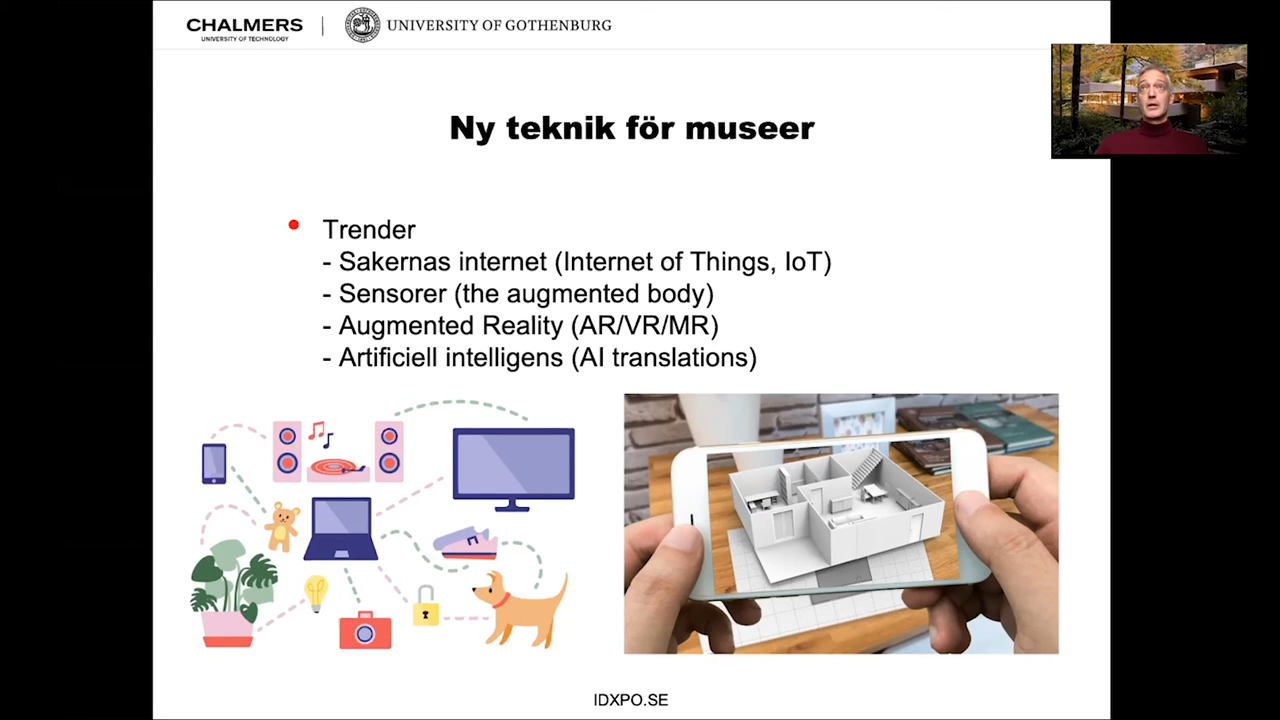 CHALMERS
UNIVERSITY OF TECHNOLOGY
UNIVERSITY OF GOTHENBURG
Ny teknik för museer
Trender
- Sakernas internet (Internet of Things, IoT)
- Sensorer (the augmented body)
- Augmented Reality (AR/VR/MR)
- Artificiell intelligens (AI translations)
IDXPO.SE